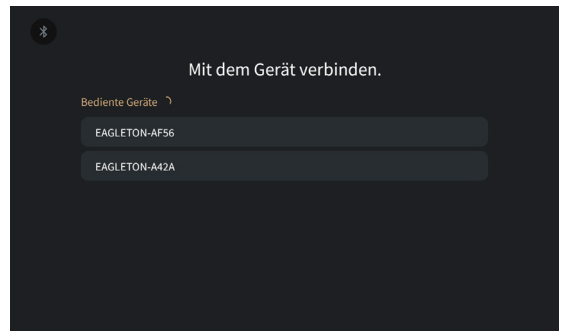 Mit dem Gerät verbinden.
Bediente Geräte
EAGLETON-AF56
EAGLETON-A42A